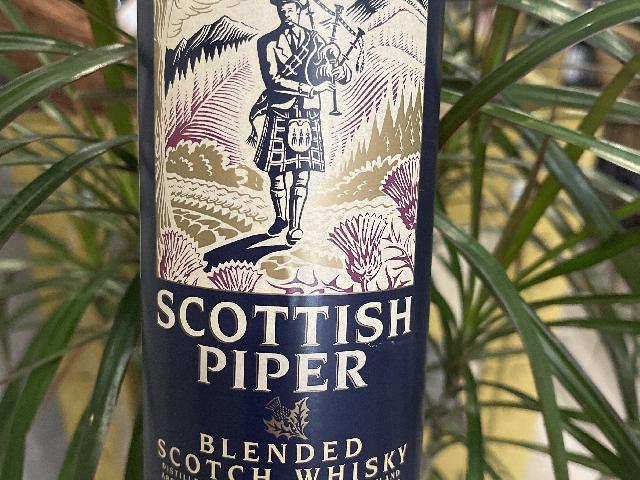 SCOTTISH
PIPER
BLENDED
SCOTCH WHISKY